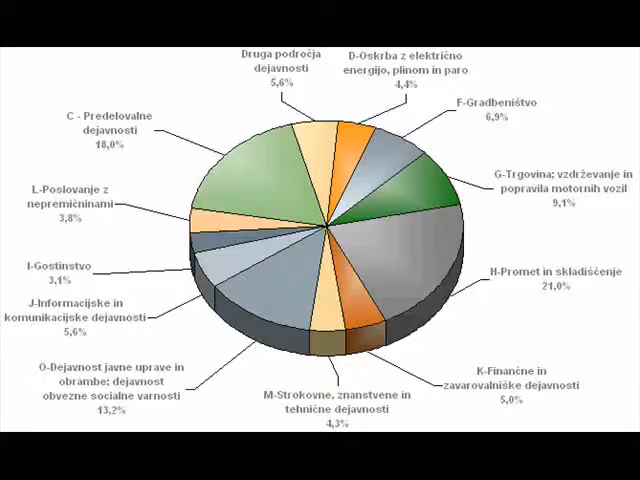 Druga področja
dejavnosti
5,6%
D-Oskrba z električno
energijo, plinom in paro
4,4%
F-Gradbeništvo
6,9%
G-Trgovina; vzdrževanje in
popravila motornih vozil
9,1%
H-Promet in skladiščenje
21,0%
K-Finančne in
zavarovalniške dejavnosti
5,0%
M-Strokovne, znanstvene in
tehnične dejavnosti
4,3%
O-Dejavnost javne uprave in
obrambe; dejavnost
obvezne socialne varnosti
13,2%
J-Informacijske in
komunikacijske dejavnosti
5,6%
I-Gostinstvo
3,1%
L-Poslovanje z
nepremičninami
3,8%
C - Predelovalne
dejavnosti
18,0%